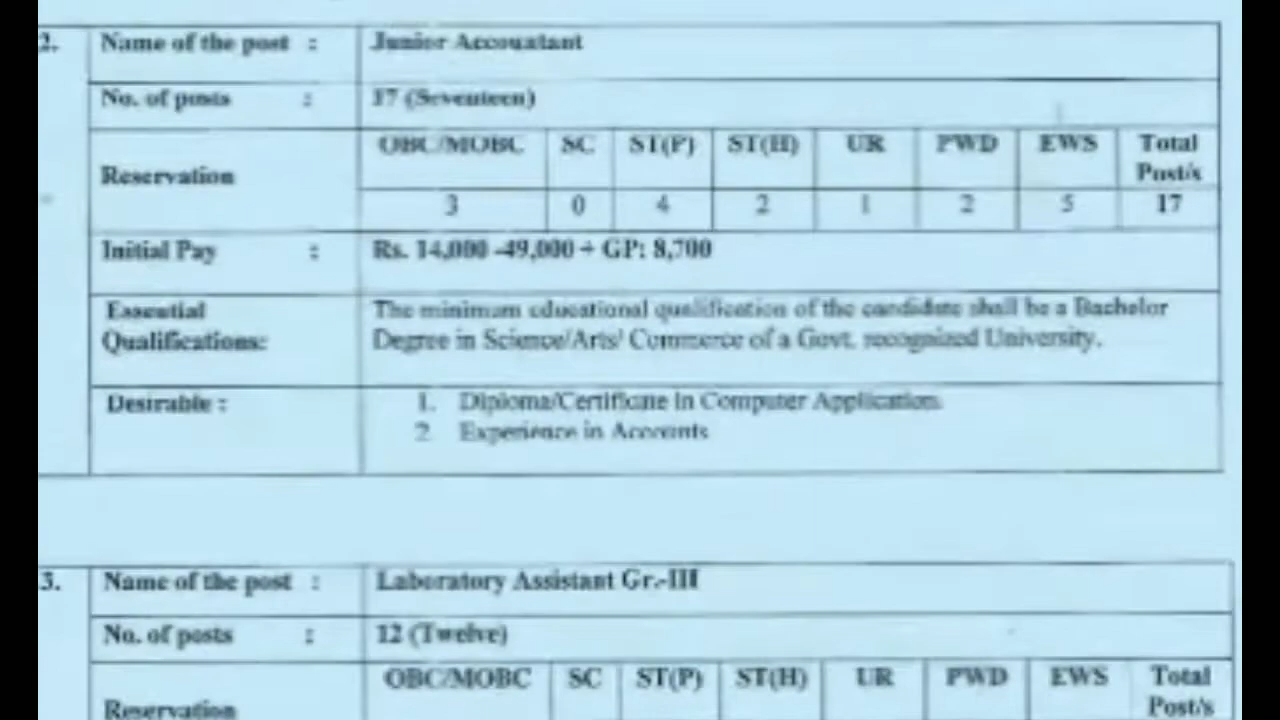 2. Name of the post : Junior Accountant
No. of posts : 17 (Seventeen)
Reservation
OBC/MOBC SC ST(P) ST(H) UR PWD EWS Total Post/s
3 0 4 2 1 2 5 17
Initial Pay : Rs. 14,000 -49,000 + GP: 8,700
Essential Qualifications: The minimum educational qualification of the candidate shall be a Bachelor
Degree in Science/Arts/ Commerce of a Govt. recognized University.
Desirable : 1. Diploma/Certificate in Computer Application.
2. Experience in Accounts
3. Name of the post : Laboratory Assistant Gr.-III
No. of posts : 12 (Twelve)
OBC/MOBC SC ST(P) ST(H) UR PWD EWS Total Post/s
Reservation